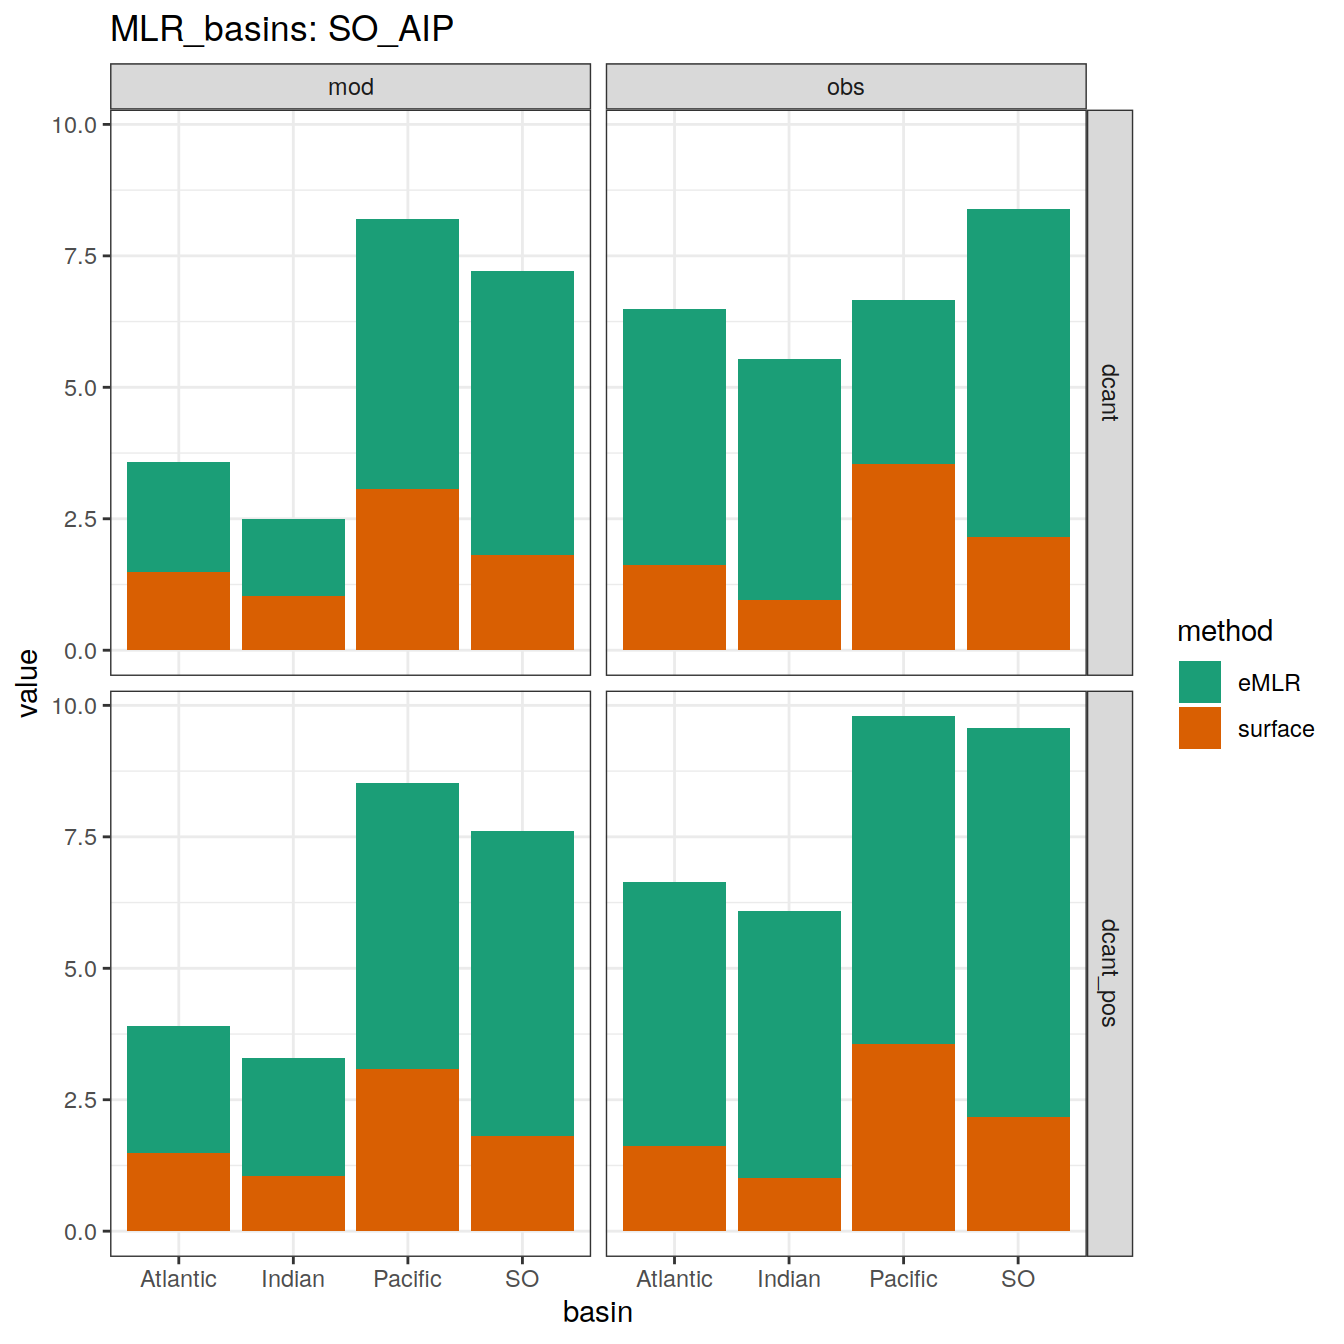 MLR_basins: SO_AIP
mod
obs
10.0
7.5
5.0
2.5
0.0
dcant
value
10.0
7.5
5.0
2.5
0.0
dcant_pos
Atlantic Indian Pacific SO
Atlantic Indian Pacific SO
basin
method
eMLR
surface